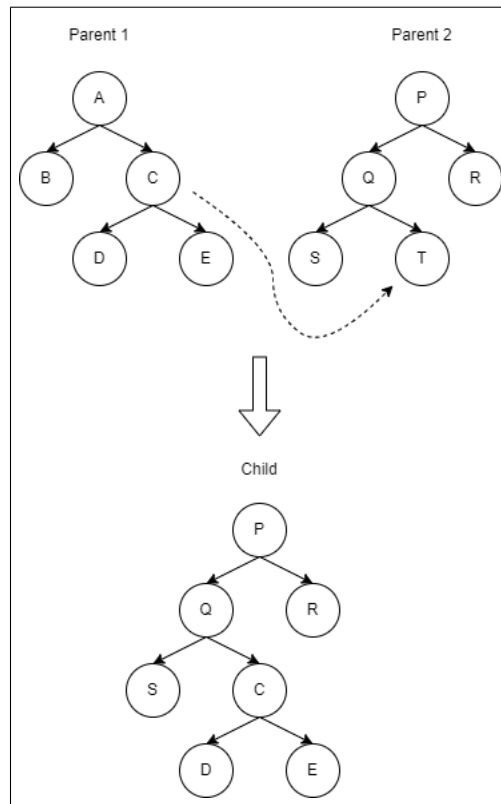 Parent 1 Parent 2
A P
B C Q R
D E S T
Child
P
Q R
S C
D E